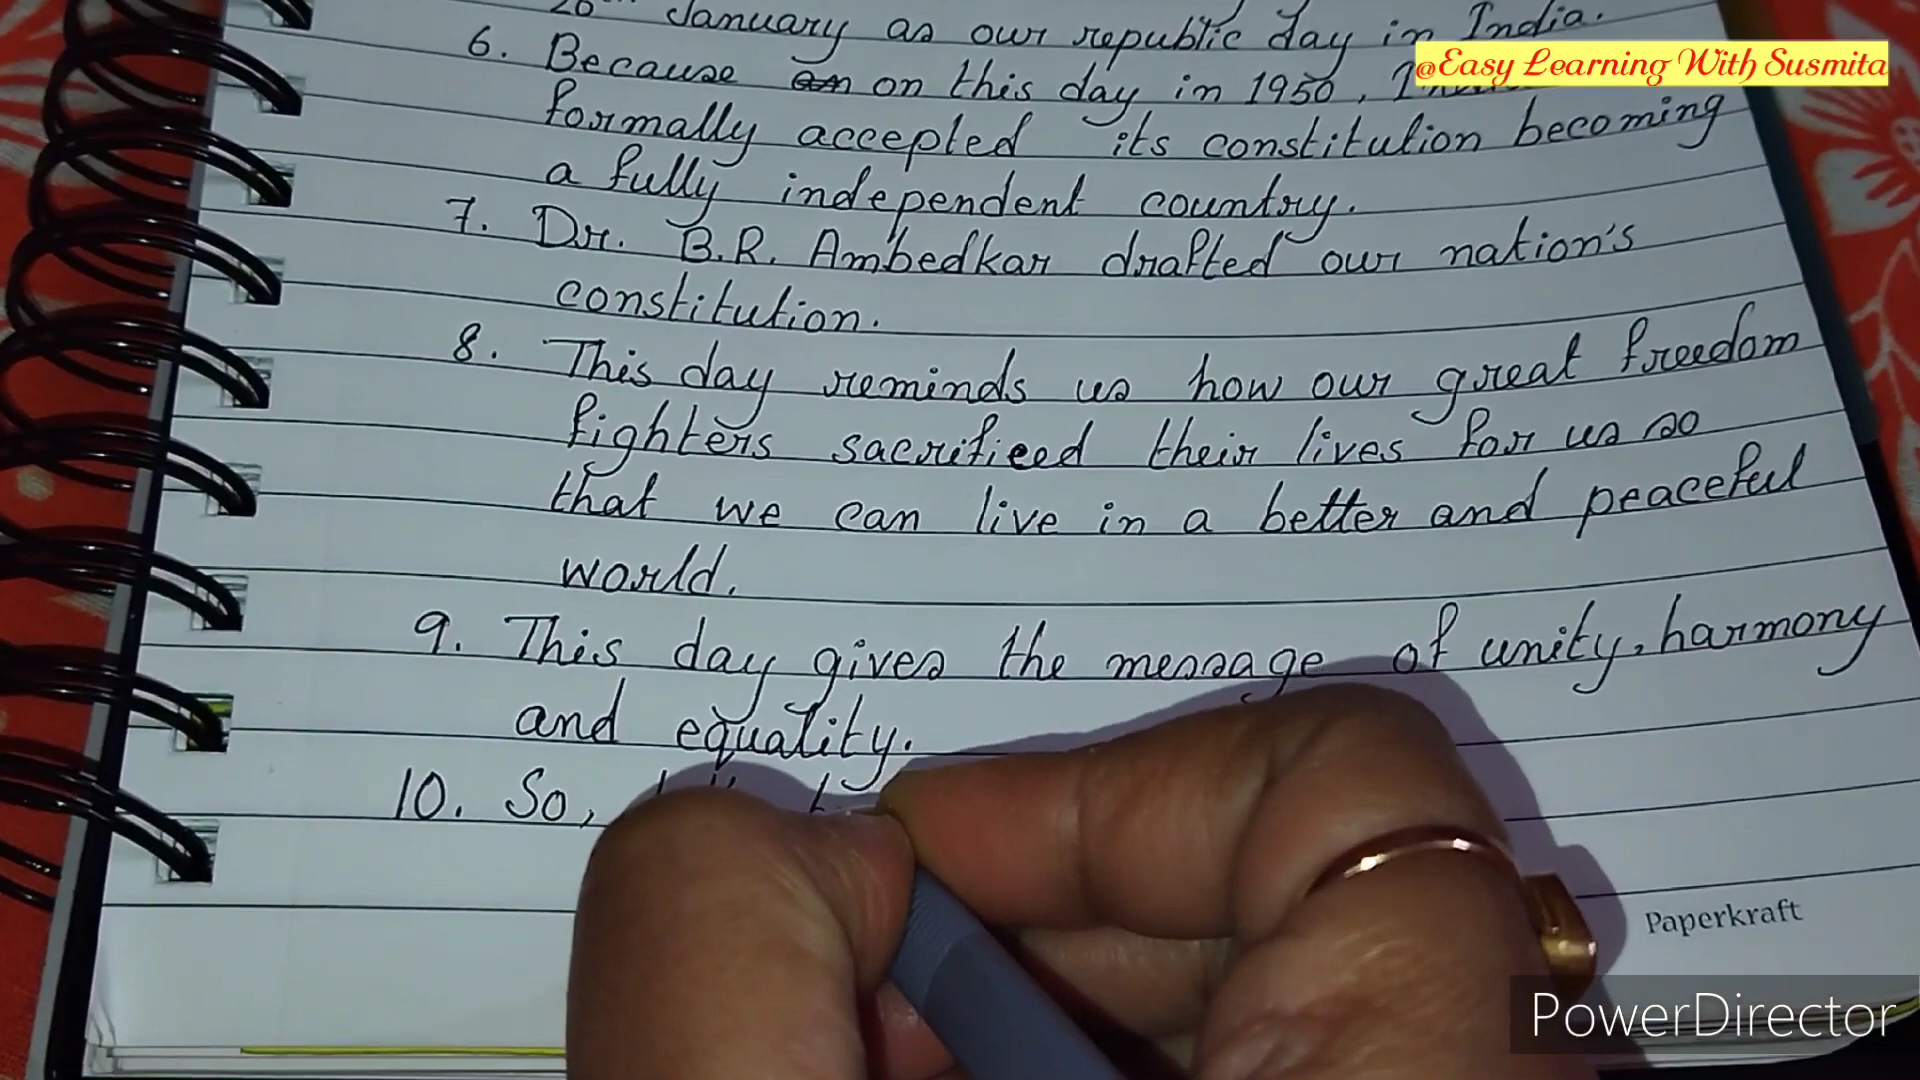 January as our republic day in India.
@Easy Learning With Susmita
6. Because on on this day in 1950,
formally accepted its constitution becoming
a fully independent country.
7. Dr. B.R. Ambedkar drafted our nation's
constitution.
8. This day reminds us how our great freedom
fighters sacrificed their lives for us so
that we can live in a better and peaceful
world.
9. This day gives the message of unity, harmony
and equality.
10. So,
Paperkraft
PowerDirector